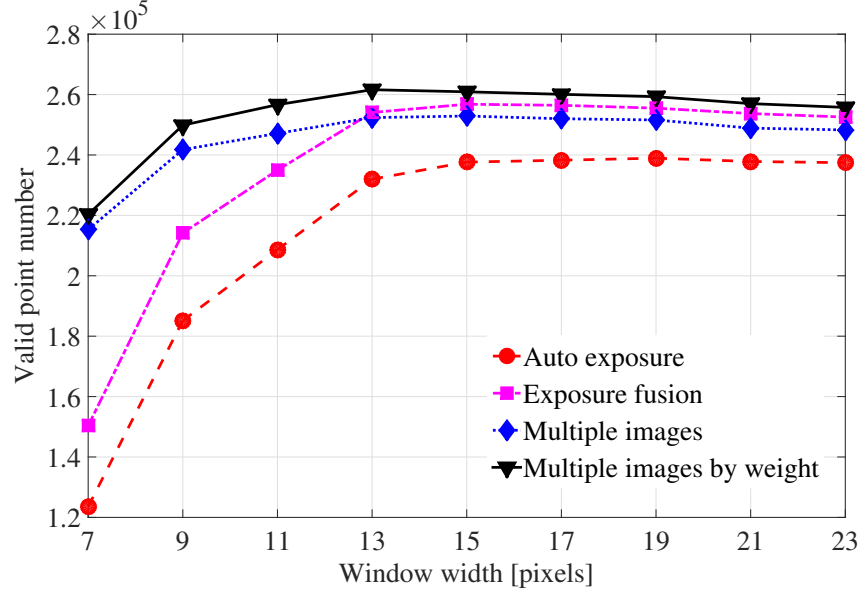 ×10⁵
2.8
2.6
2.4
2.2
2
1.8
1.6
1.4
1.2
Valid point number
7 9 11 13 15 17 19 21 23
Window width [pixels]
Auto exposure
Exposure fusion
Multiple images
Multiple images by weight